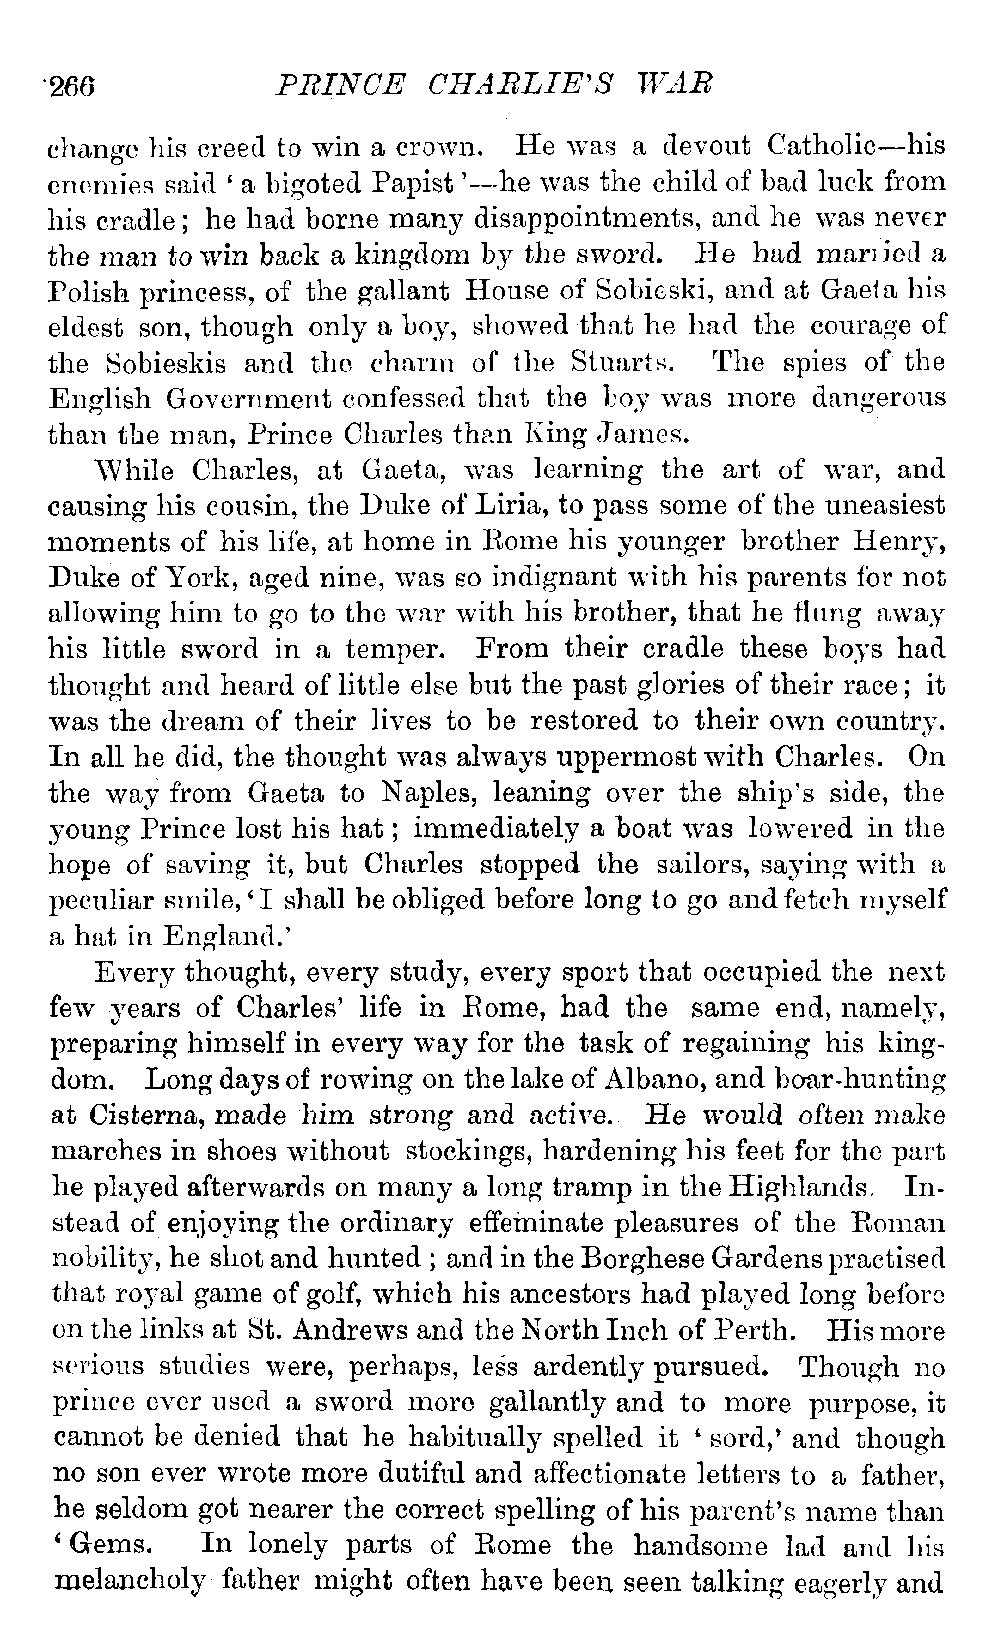 266 PRINCE CHARLIE'S WAR
change his creed to win a crown. He was a devout Catholic—his
enemies said ‘a bigoted Papist’—he was the child of bad luck from
his cradle; he had borne many disappointments, and he was never
the man to win back a kingdom by the sword. He had married a
Polish princess, of the gallant House of Sobieski, and at Gaeta his
eldest son, though only a boy, showed that he had the courage of
the Sobieskis and the charm of the Stuarts. The spies of the
English Government confessed that the boy was more dangerous
than the man, Prince Charles than King James.
While Charles, at Gaeta, was learning the art of war, and
causing his cousin, the Duke of Liria, to pass some of the uneasiest
moments of his life, at home in Rome his younger brother Henry,
Duke of York, aged nine, was so indignant with his parents for not
allowing him to go to the war with his brother, that he flung away
his little sword in a temper. From their cradle these boys had
thought and heard of little else but the past glories of their race; it
was the dream of their lives to be restored to their own country.
In all he did, the thought was always uppermost with Charles. On
the way from Gaeta to Naples, leaning over the ship's side, the
young Prince lost his hat; immediately a boat was lowered in the
hope of saving it, but Charles stopped the sailors, saying with a
peculiar smile, ‘I shall be obliged before long to go and fetch myself
a hat in England.’
Every thought, every study, every sport that occupied the next
few years of Charles’ life in Rome, had the same end, namely,
preparing himself in every way for the task of regaining his king-
dom. Long days of rowing on the lake of Albano, and boar-hunting
at Cisterna, made him strong and active. He would often make
marches in shoes without stockings, hardening his feet for the part
he played afterwards on many a long tramp in the Highlands. In-
stead of enjoying the ordinary effeminate pleasures of the Roman
nobility, he shot and hunted; and in the Borghese Gardens practised
that royal game of golf, which his ancestors had played long before
on the links at St. Andrews and the North Inch of Perth. His more
serious studies were, perhaps, less ardently pursued. Though no
prince ever used a sword more gallantly and to more purpose, it
cannot be denied that he habitually spelled it ‘sord,’ and though
no son ever wrote more dutiful and affectionate letters to a father,
he seldom got nearer the correct spelling of his parent's name than
‘Gems. In lonely parts of Rome the handsome lad and his
melancholy father might often have been seen talking eagerly and